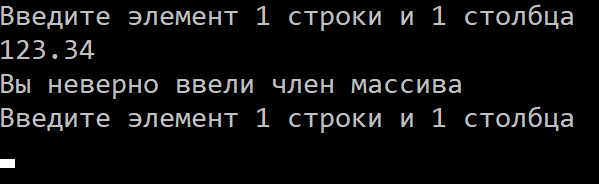 Введите элемент 1 строки и 1 столбца
123.34
Вы неверно ввели член массива
Введите элемент 1 строки и 1 столбца